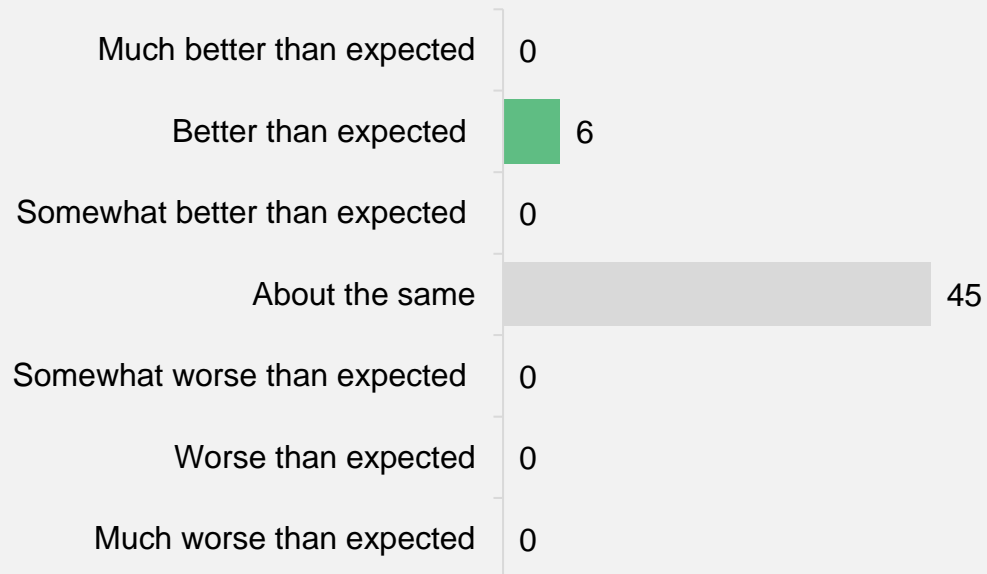 Much better than expected 0
Better than expected 6
Somewhat better than expected 0
About the same 45
Somewhat worse than expected 0
Worse than expected 0
Much worse than expected 0